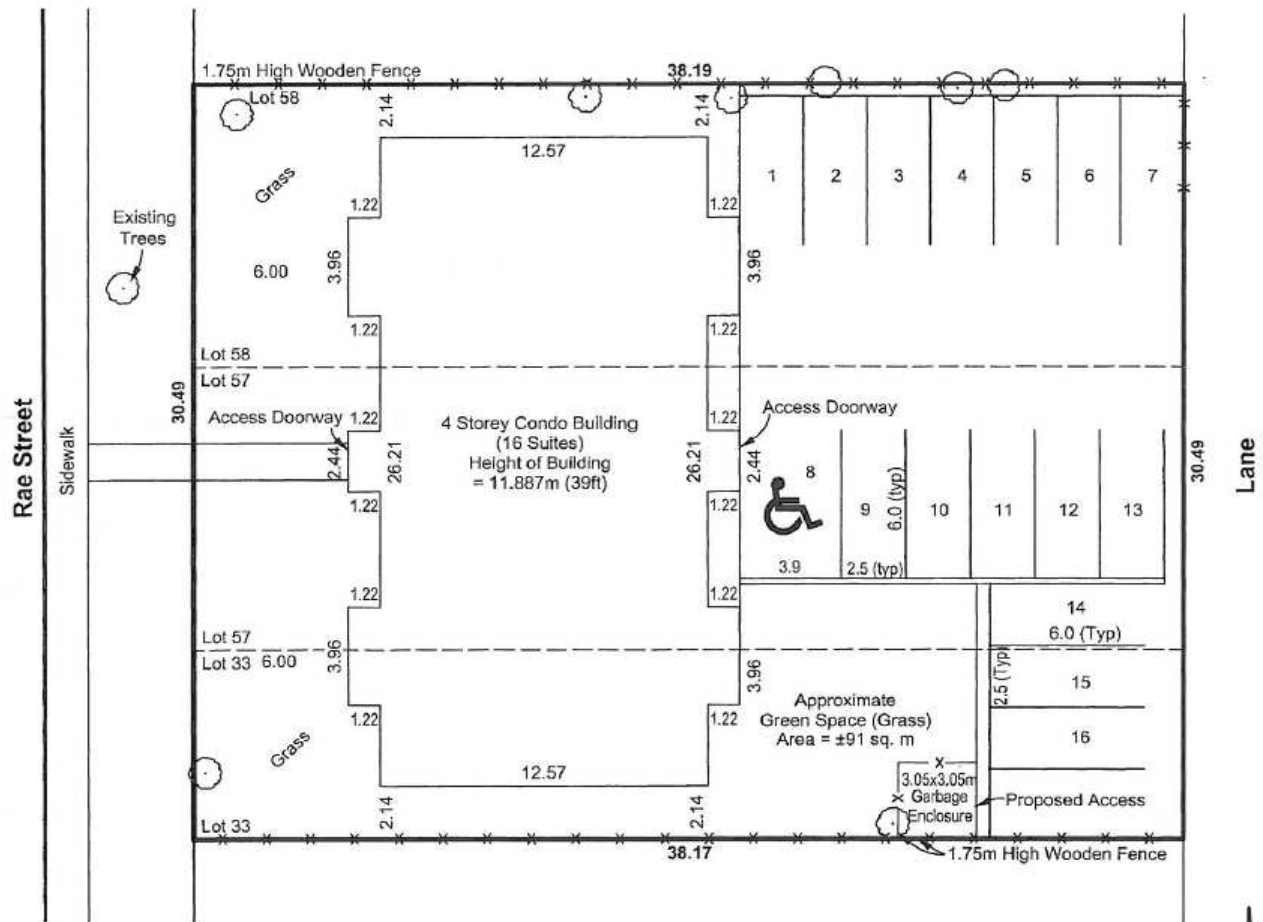 1.75m High Wooden Fence
38.19
Lot 58
2.14
2.14
12.57
1
2
3
4
5
6
7
Grass
Existing
Trees
1.22
1.22
6.00
3.96
3.96
1.22
1.22
Lot 58
Lot 57
30.49
Access Doorway
1.22
4 Storey Condo Building
(16 Suites)
Height of Building
= 11.887m (39ft)
1.22
Access Doorway
Rae Street
Sidewalk
2.44
26.21
26.21
2.44
8
9
6.0 (typ)
10
11
12
13
30.49
Lane
1.22
1.22
3.9
2.5 (typ)
1.22
1.22
14
6.0 (Typ)
Lot 57
Lot 33
6.00
3.96
3.96
2.5 (Typ)
15
Approximate
Green Space (Grass)
Area = ±91 sq. m
1.22
1.22
16
Grass
12.57
3.05x3.05m
Garbage
Enclosure
Proposed Access
2.14
2.14
Lot 33
38.17
1.75m High Wooden Fence